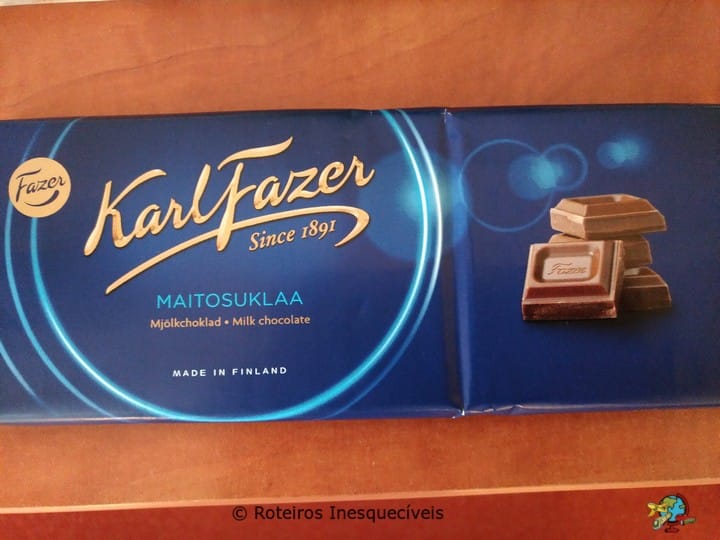 Fazer
Karl Fazer
Since 1891
MAITOSUKLAA
Mjölkchoklad • Milk chocolate
MADE IN FINLAND
Fazer
© Roteiros Inesquecíveis